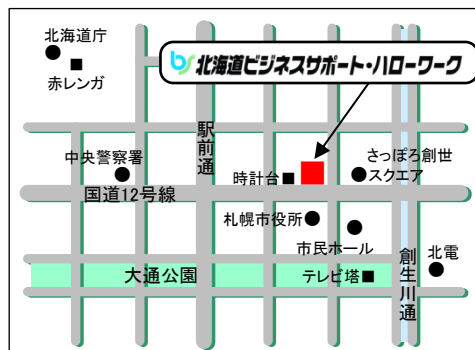 北海道庁
赤レンガ
北海道ビジネスサポート・ハローワーク
駅前通
中央警察署
時計台
さっぽろ創世
スクエア
国道12号線
札幌市役所
市民ホール
創生川通
北電
大通公園
テレビ塔